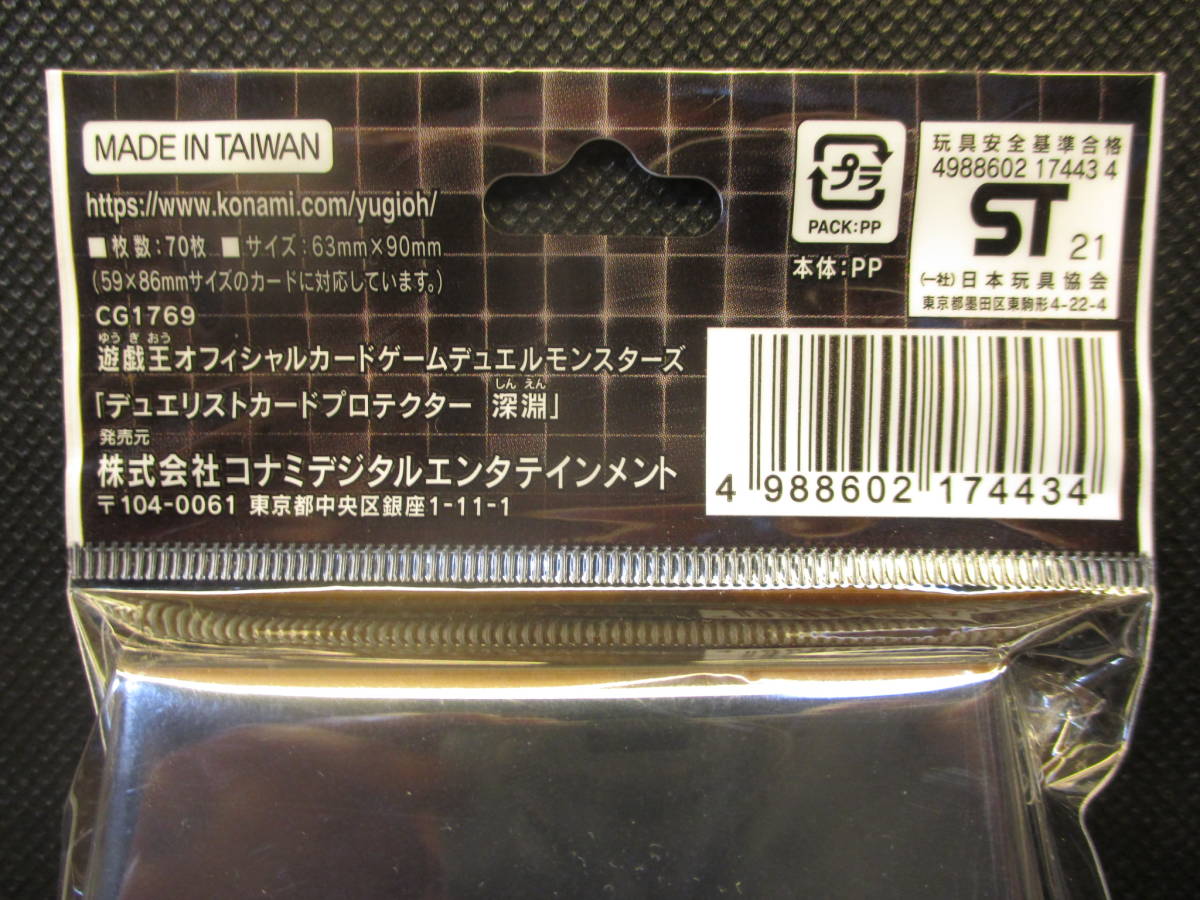 MADE IN TAIWAN
https://www.konami.com/yugioh/
■枚数:70枚 ■サイズ:63mm×90mm
(59×86mmサイズのカードに対応しています。)
CG1769
ゆう ぎ おう
遊戯王オフィシャルカードゲームデュエルモンスターズ
しん えん
「デュエリストカードプロテクター 深淵」
発売元
株式会社コナミデジタルエンタテインメント
〒104-0061 東京都中央区銀座1-11-1
プラ
PACK:PP
本体:PP
玩具安全基準合格
4988602 17443 4
ST 21
(一社)日本玩具協会
東京都墨田区東駒形4-22-4
4 988602 174434